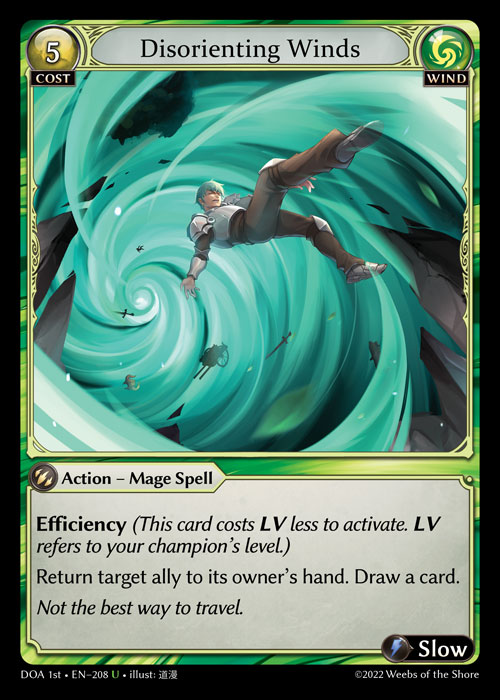 5
Disorienting Winds
COST
WIND
Action – Mage Spell
Efficiency (This card costs LV less to activate. LV
refers to your champion's level.)
Return target ally to its owner's hand. Draw a card.
Not the best way to travel.
Slow
DOA 1st • EN–208 U • illust: 道漫
©2022 Weebs of the Shore